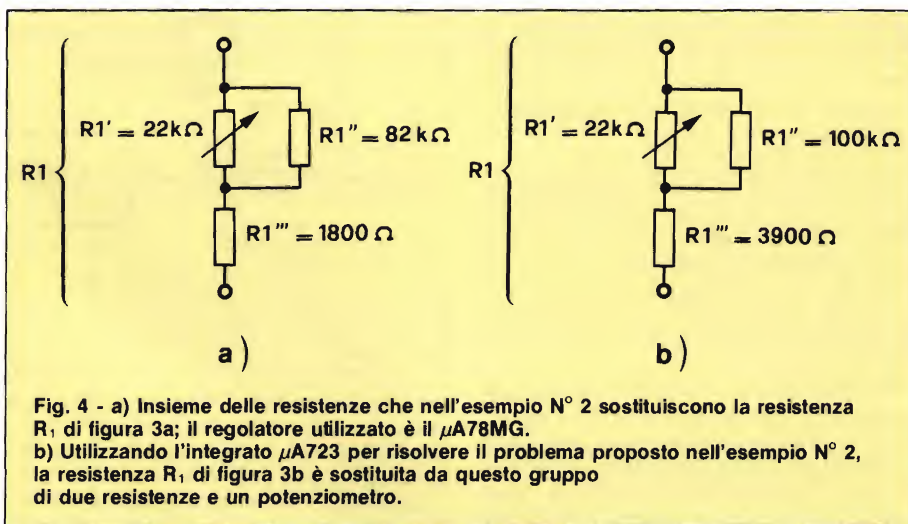 R1
R1' = 22kΩ
R1'' = 82kΩ
R1''' = 1800 Ω
a)
R1
R1' = 22kΩ
R1'' = 100kΩ
R1''' = 3900 Ω
b)
Fig. 4 - a) Insieme delle resistenze che nell'esempio N° 2 sostituiscono la resistenza
R₁ di figura 3a; il regolatore utilizzato è il µA78MG.
b) Utilizzando l'integrato µA723 per risolvere il problema proposto nell'esempio N° 2,
la resistenza R₁ di figura 3b è sostituita da questo gruppo
di due resistenze e un potenziometro.